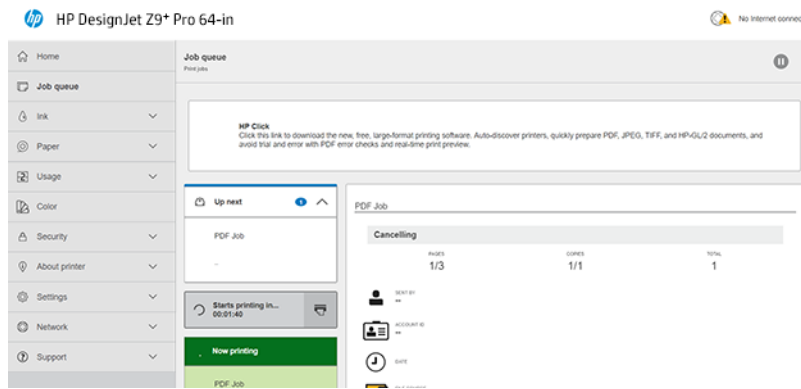 hp HP DesignJet Z9+ Pro 64-in
No Internet connec
Home
Job queue
Ink
Paper
Usage
Color
Security
About printer
Settings
Network
Support
Job queue
Print jobs
HP Click
Click this link to download the new, free, large-format printing software. Auto-discover printers, quickly prepare PDF, JPEG, TIFF, and HP-GL/2 documents, and
avoid trial and error with PDF error checks and real-time print preview.
Up next 1
PDF Job
--
Starts printing in...
00:01:40
Now printing
PDF Job
PDF Job
Cancelling
PAGES COPIES TOTAL
1/3 1/1 1
SENT BY
--
ACCOUNT ID
--
DATE